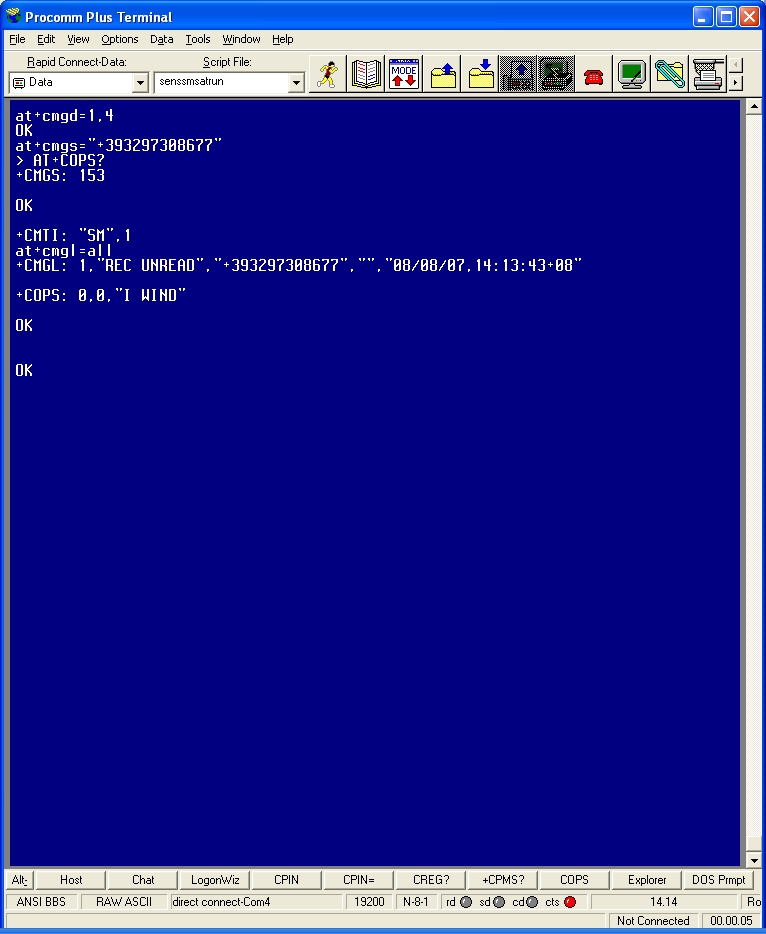 Procomm Plus Terminal
File Edit View Options Data Tools Window Help
Rapid Connect-Data: Script File:
Data senssmsatrun
MODE
at+cmgd=1,4
OK
at+cmgs="+393297308677"
> AT+COPS?
+CMGS: 153
OK
+CMTI: "SM",1
at+cmgl=all
+CMGL: 1,"REC UNREAD","+393297308677","","08/08/07,14:13:43+08"
+COPS: 0,0,"I WIND"
OK
OK
Alt- Host Chat LogonWiz CPIN CPIN= CREG? +CPMS? COPS Explorer DOS Prmpt
ANSI BBS RAW ASCII direct connect-Com4 19200 N-8-1 rd sd cd cts 14.14 Ro
Not Connected 00.00.05